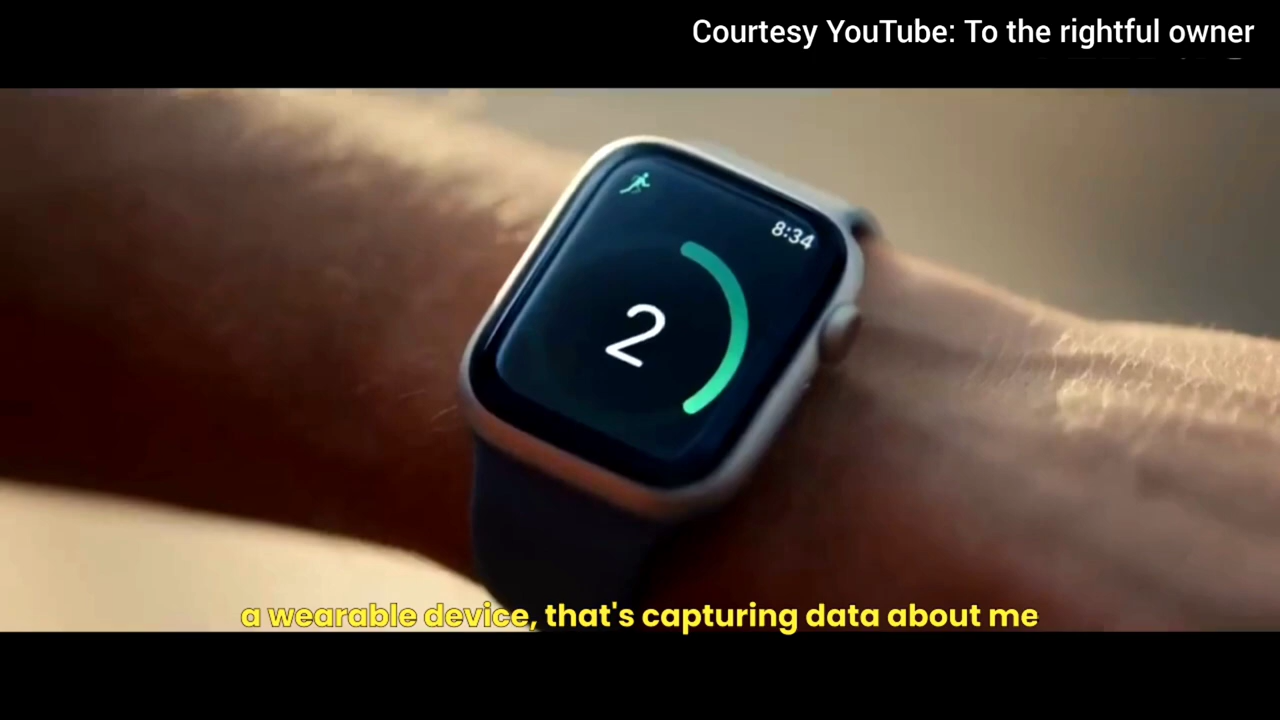 Courtesy YouTube: To the rightful owner
8:34
2
a wearable device, that's capturing data about me